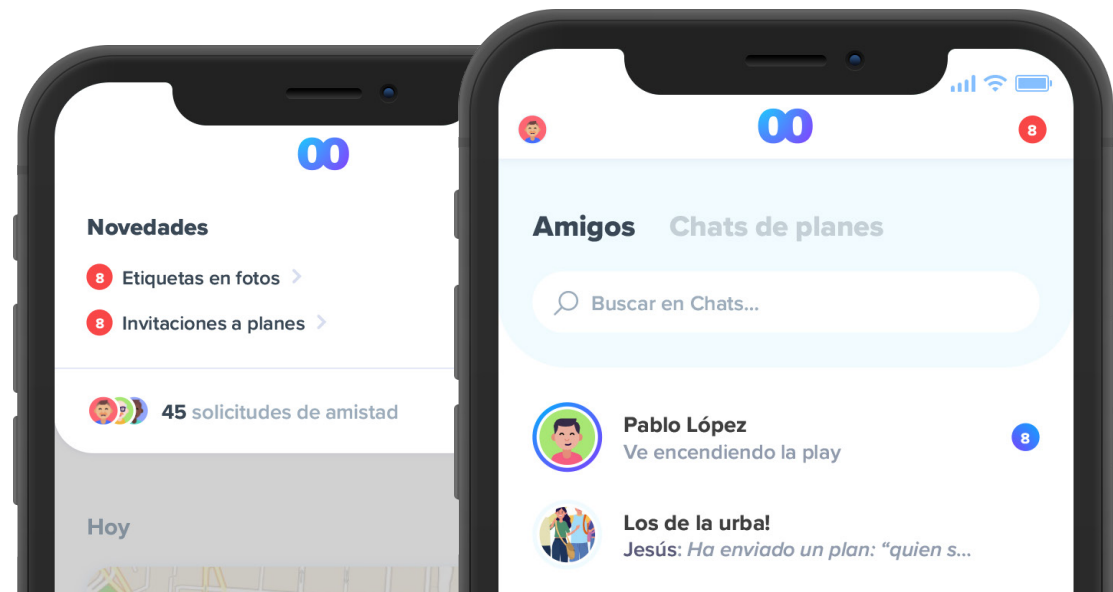 Novedades
8 Etiquetas en fotos
8 Invitaciones a planes
45 solicitudes de amistad
Hoy
8
Amigos Chats de planes
Buscar en Chats...
Pablo López
Ve encendiendo la play
8
Los de la urba!
Jesús: Ha enviado un plan: “quien s...